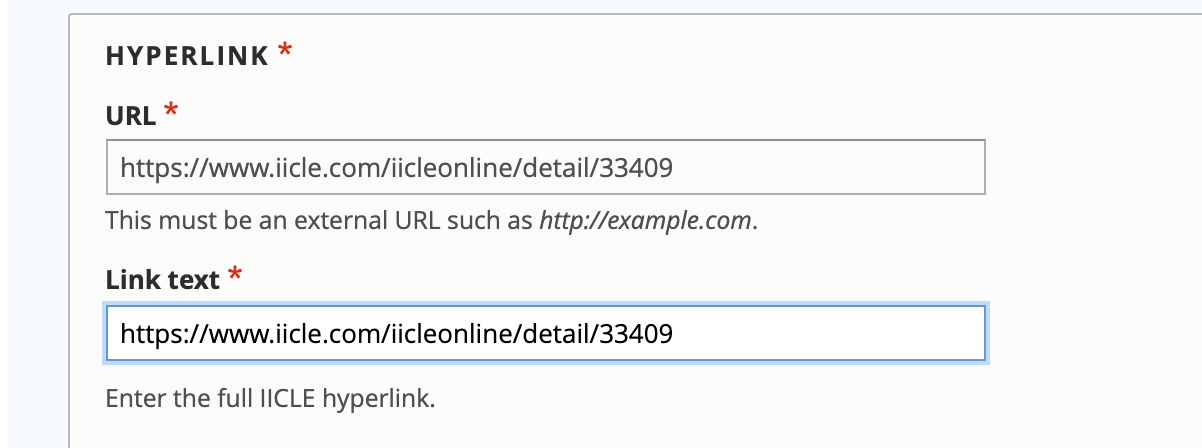 HYPERLINK *
URL *
https://www.iicle.com/iicleonline/detail/33409
This must be an external URL such as http://example.com.
Link text *
https://www.iicle.com/iicleonline/detail/33409
Enter the full IICLE hyperlink.